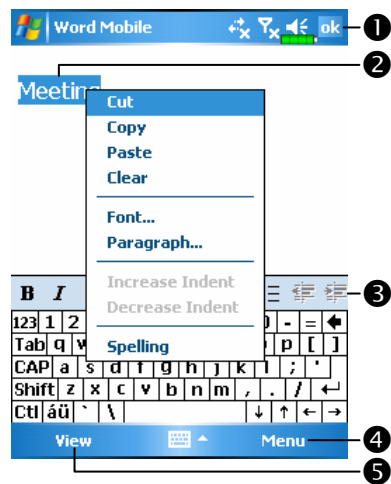 Word Mobile ok
1
2
Meeting
Cut
Copy
Paste
Clear
Font...
Paragraph...
Increase Indent
Decrease Indent
Spelling
B I
3
123 1 2 - =
Tab q p [ ]
CAP a s d f g h j k l ; '
Shift z x c v b n m , . /
Ctl áü ` \
View Menu
4
5